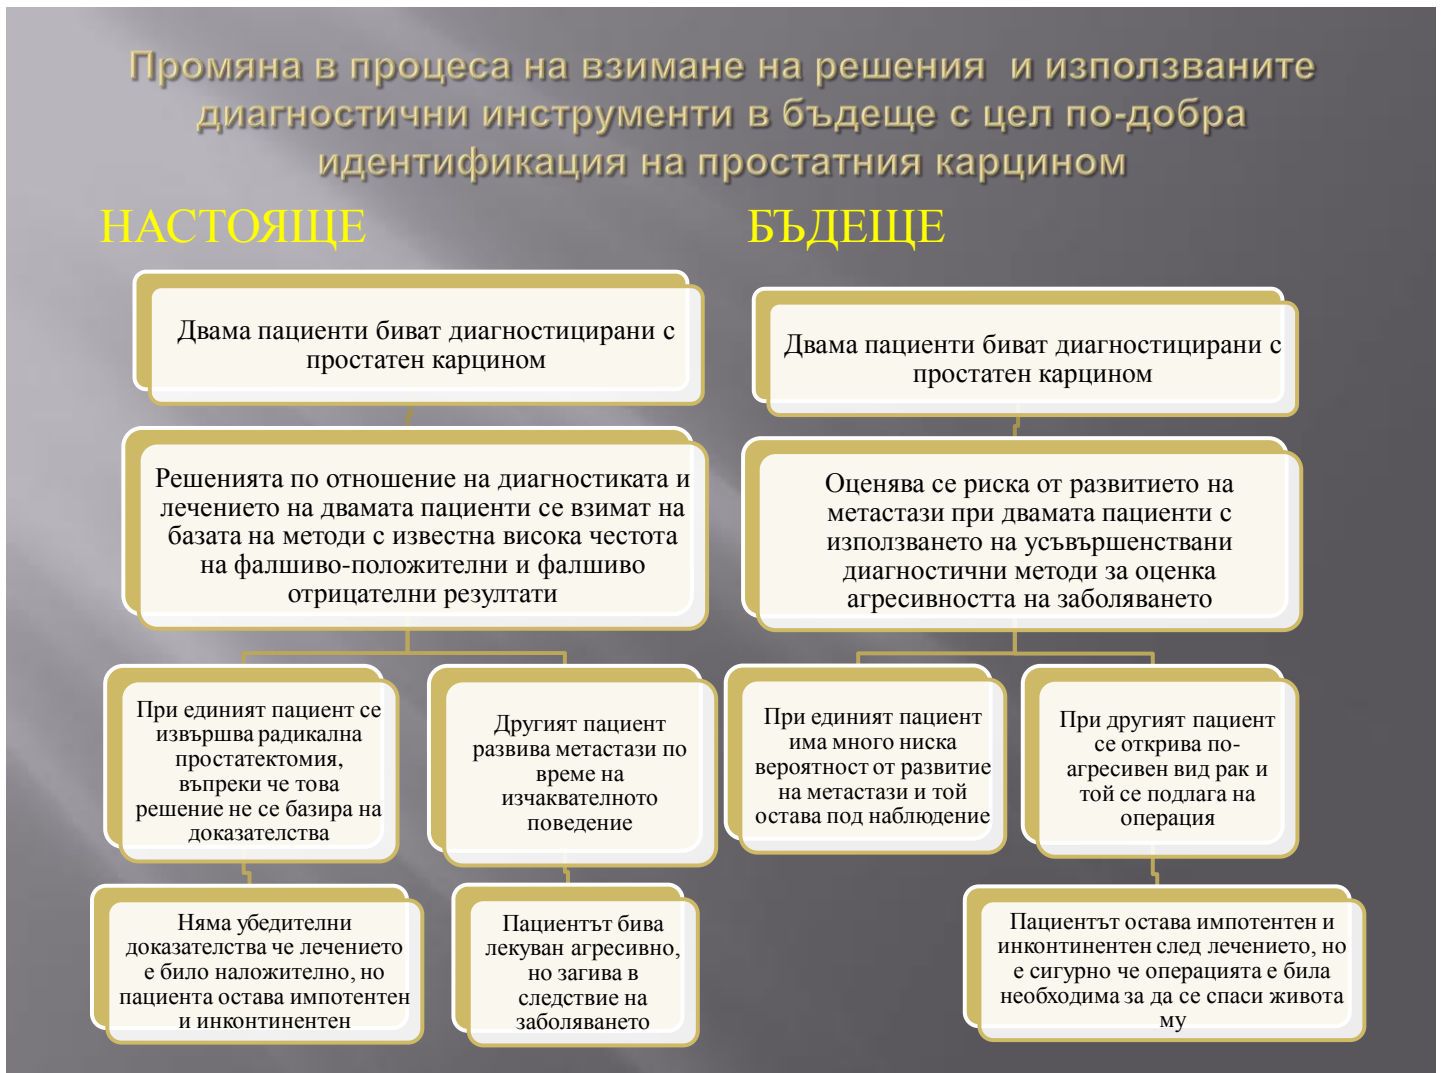 Промяна в процеса на взимане на решения  и използваните
диагностични инструменти в бъдеще с цел по-добра
идентификация на простатния карцином
НАСТОЯЩЕ
Двама пациенти биват диагностицирани с
простатен карцином
Решенията по отношение на диагностиката и
лечението на двамата пациенти се взимат на
базата на методи с известна висока честота
на фалшиво-положителни и фалшиво
отрицателни резултати
При единият пациент се
извършва радикална
простатектомия,
въпреки че това
решение не се базира на
доказателства
Другият пациент
развива метастази по
време на
изчаквателното
поведение
Няма убедителни
доказателства че лечението
е било наложително, но
пациента остава импотентен
и инконтинентен
Пациентът бива
лекуван агресивно,
но загива в
следствие на
заболяването
БЪДЕЩЕ
Двама пациенти биват диагностицирани с
простатен карцином
Оценява се риска от развитието на
метастази при двамата пациенти с
използването на усъвършенствани
диагностични методи за оценка
агресивността на заболяването
При единият пациент
има много ниска
вероятност от развитие
на метастази и той
остава под наблюдение
При другият пациент
се открива по-
агресивен вид рак и
той се подлага на
операция
Пациентът остава импотентен и
инконтинентен след лечението, но
е сигурно че операцията е била
необходима за да се спаси живота
му